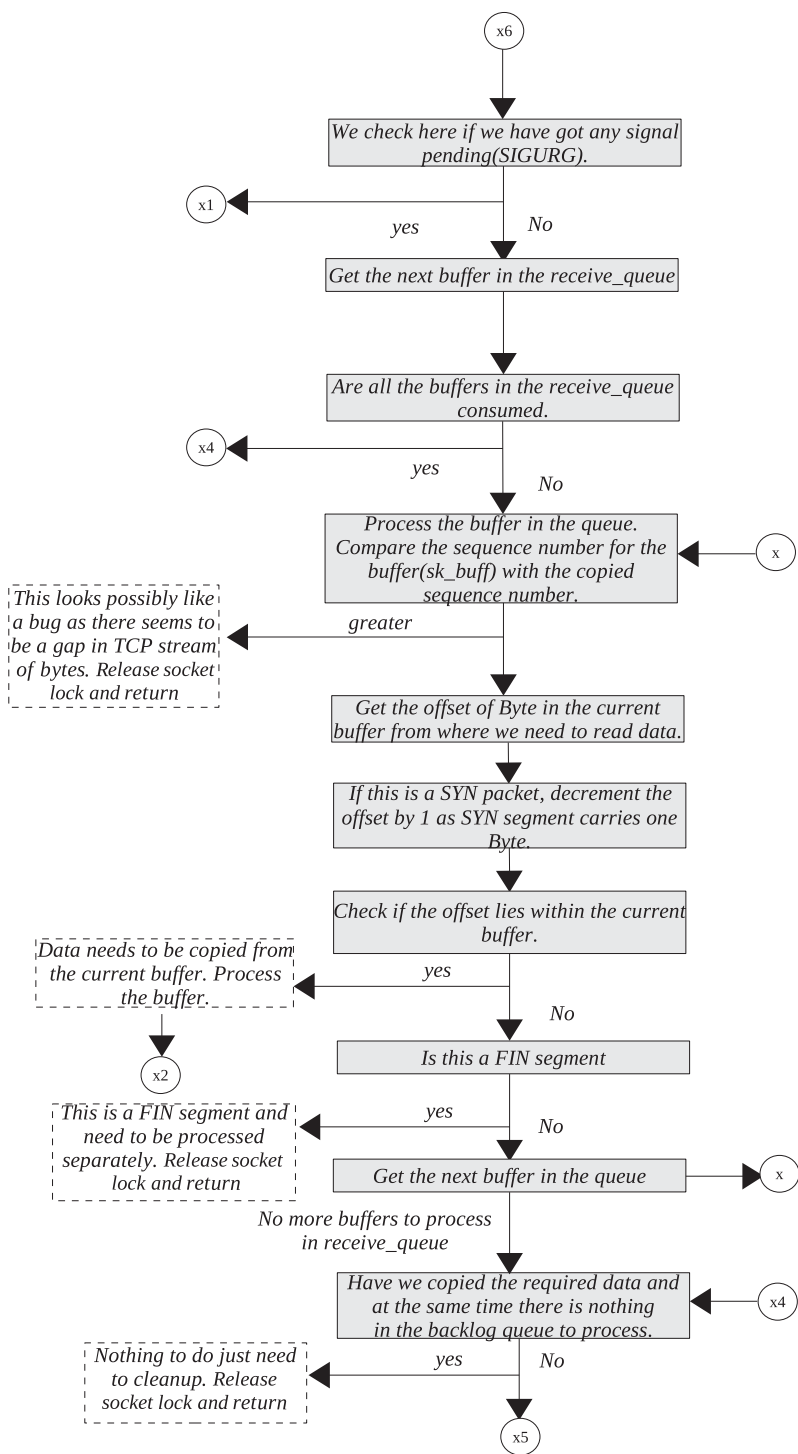 x6
We check here if we have got any signal
pending(SIGURG).
x1
yes
No
Get the next buffer in the receive_queue
Are all the buffers in the receive_queue
consumed.
x4
yes
No
Process the buffer in the queue.
Compare the sequence number for the
buffer(sk_buff) with the copied
sequence number.
x
This looks possibly like
a bug as there seems to
be a gap in TCP stream
of bytes. Release socket
lock and return
greater
Get the offset of Byte in the current
buffer from where we need to read data.
If this is a SYN packet, decrement the
offset by 1 as SYN segment carries one
Byte.
Check if the offset lies within the current
buffer.
Data needs to be copied from
the current buffer. Process
the buffer.
yes
No
x2
Is this a FIN segment
This is a FIN segment and
need to be processed
separately. Release socket
lock and return
yes
No
Get the next buffer in the queue
x
No more buffers to process
in receive_queue
Have we copied the required data and
at the same time there is nothing
in the backlog queue to process.
x4
Nothing to do just need
to cleanup. Release
socket lock and return
yes
No
x5